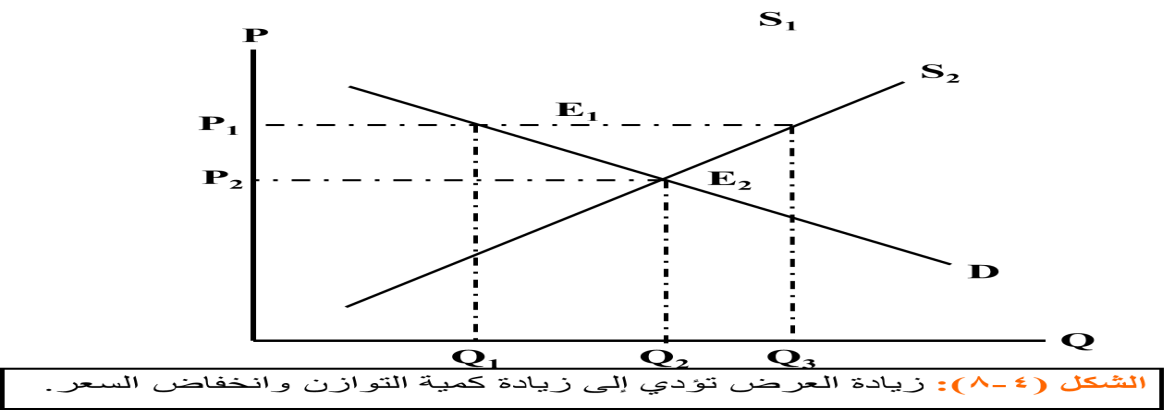 S₁
P
S₂
P₁
E₁
P₂
E₂
D
Q
Q₁
Q₂
Q₃
الشكل (٤-٨): زيادة العرض تؤدي إلى زيادة كمية التوازن وانخفاض السعر.